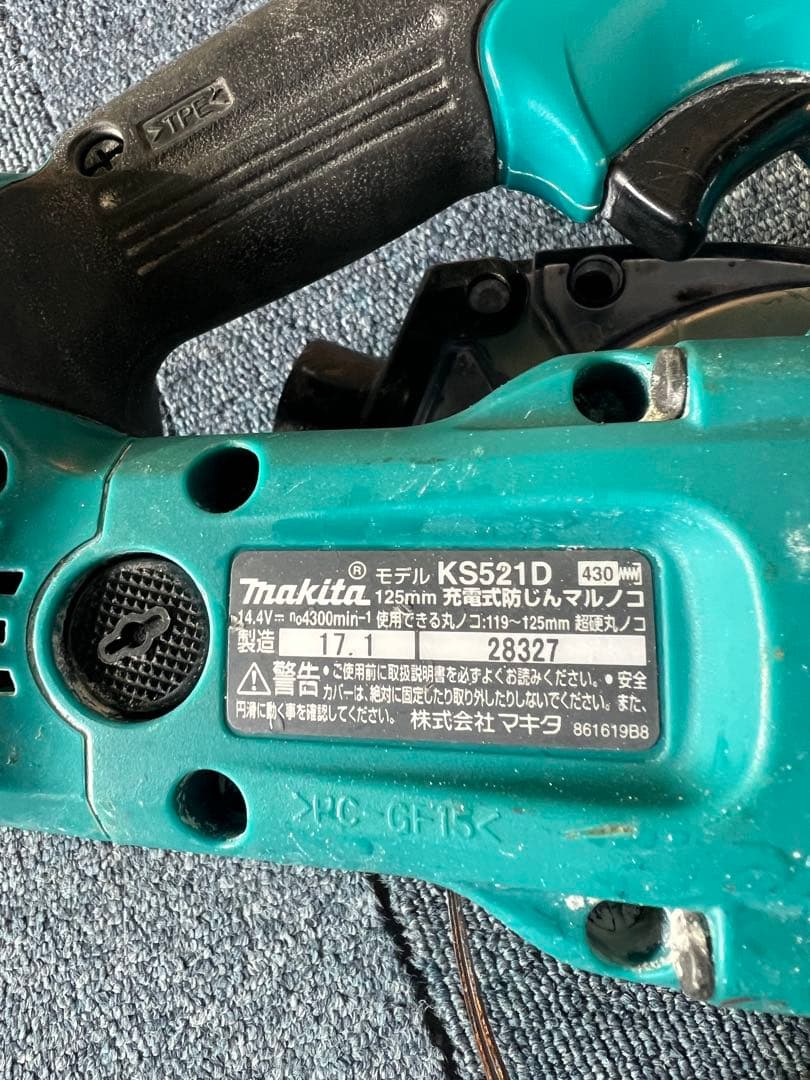 >TPE<
makita® モデル KS521D 430
125mm 充電式防じんマルノコ
14.4V⎓ n₀4300min⁻¹ 使用できる丸ノコ:119~125mm 超硬丸ノコ
製造 17.1 28327
警告 •ご使用前に取扱説明書を必ずよくお読みください。•安全
カバーは、絶対に固定したり取り外したりしないでください。また、
円滑に動く事を確認してください。 株式会社マキタ 861619B8
>PC-GF15<